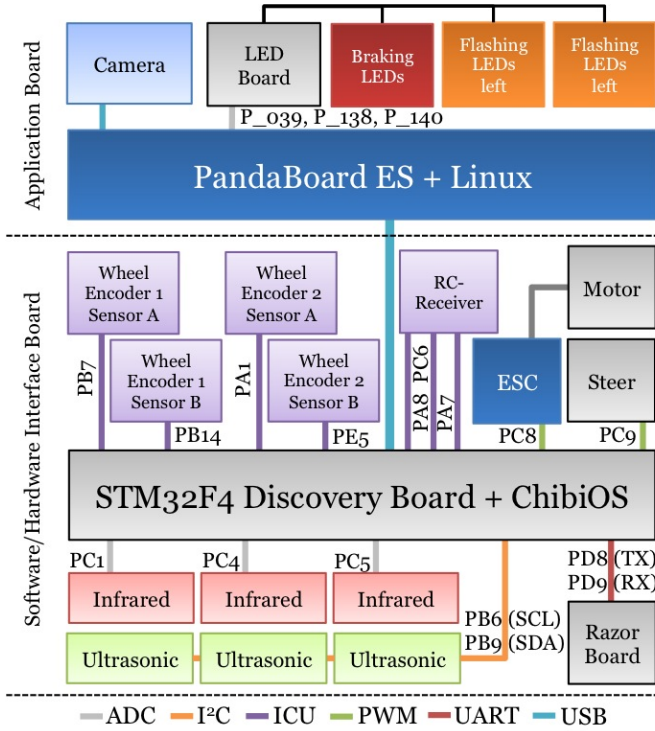 Application Board
Camera
LED
Board
Braking
LEDs
Flashing
LEDs
left
Flashing
LEDs
left
P_039, P_138, P_140
PandaBoard ES + Linux
Software/Hardware Interface Board
Wheel
Encoder 1
Sensor A
Wheel
Encoder 2
Sensor A
RC-
Receiver
Motor
Wheel
Encoder 1
Sensor B
Wheel
Encoder 2
Sensor B
ESC
Steer
PB7
PB14
PA1
PE5
PA8
PC6
PA7
PC8
PC9
STM32F4 Discovery Board + ChibiOS
PC1
PC4
PC5
PD8 (TX)
PD9 (RX)
Infrared
Infrared
Infrared
PB6 (SCL)
PB9 (SDA)
Ultrasonic
Ultrasonic
Ultrasonic
Razor
Board
ADC I²C ICU PWM UART USB